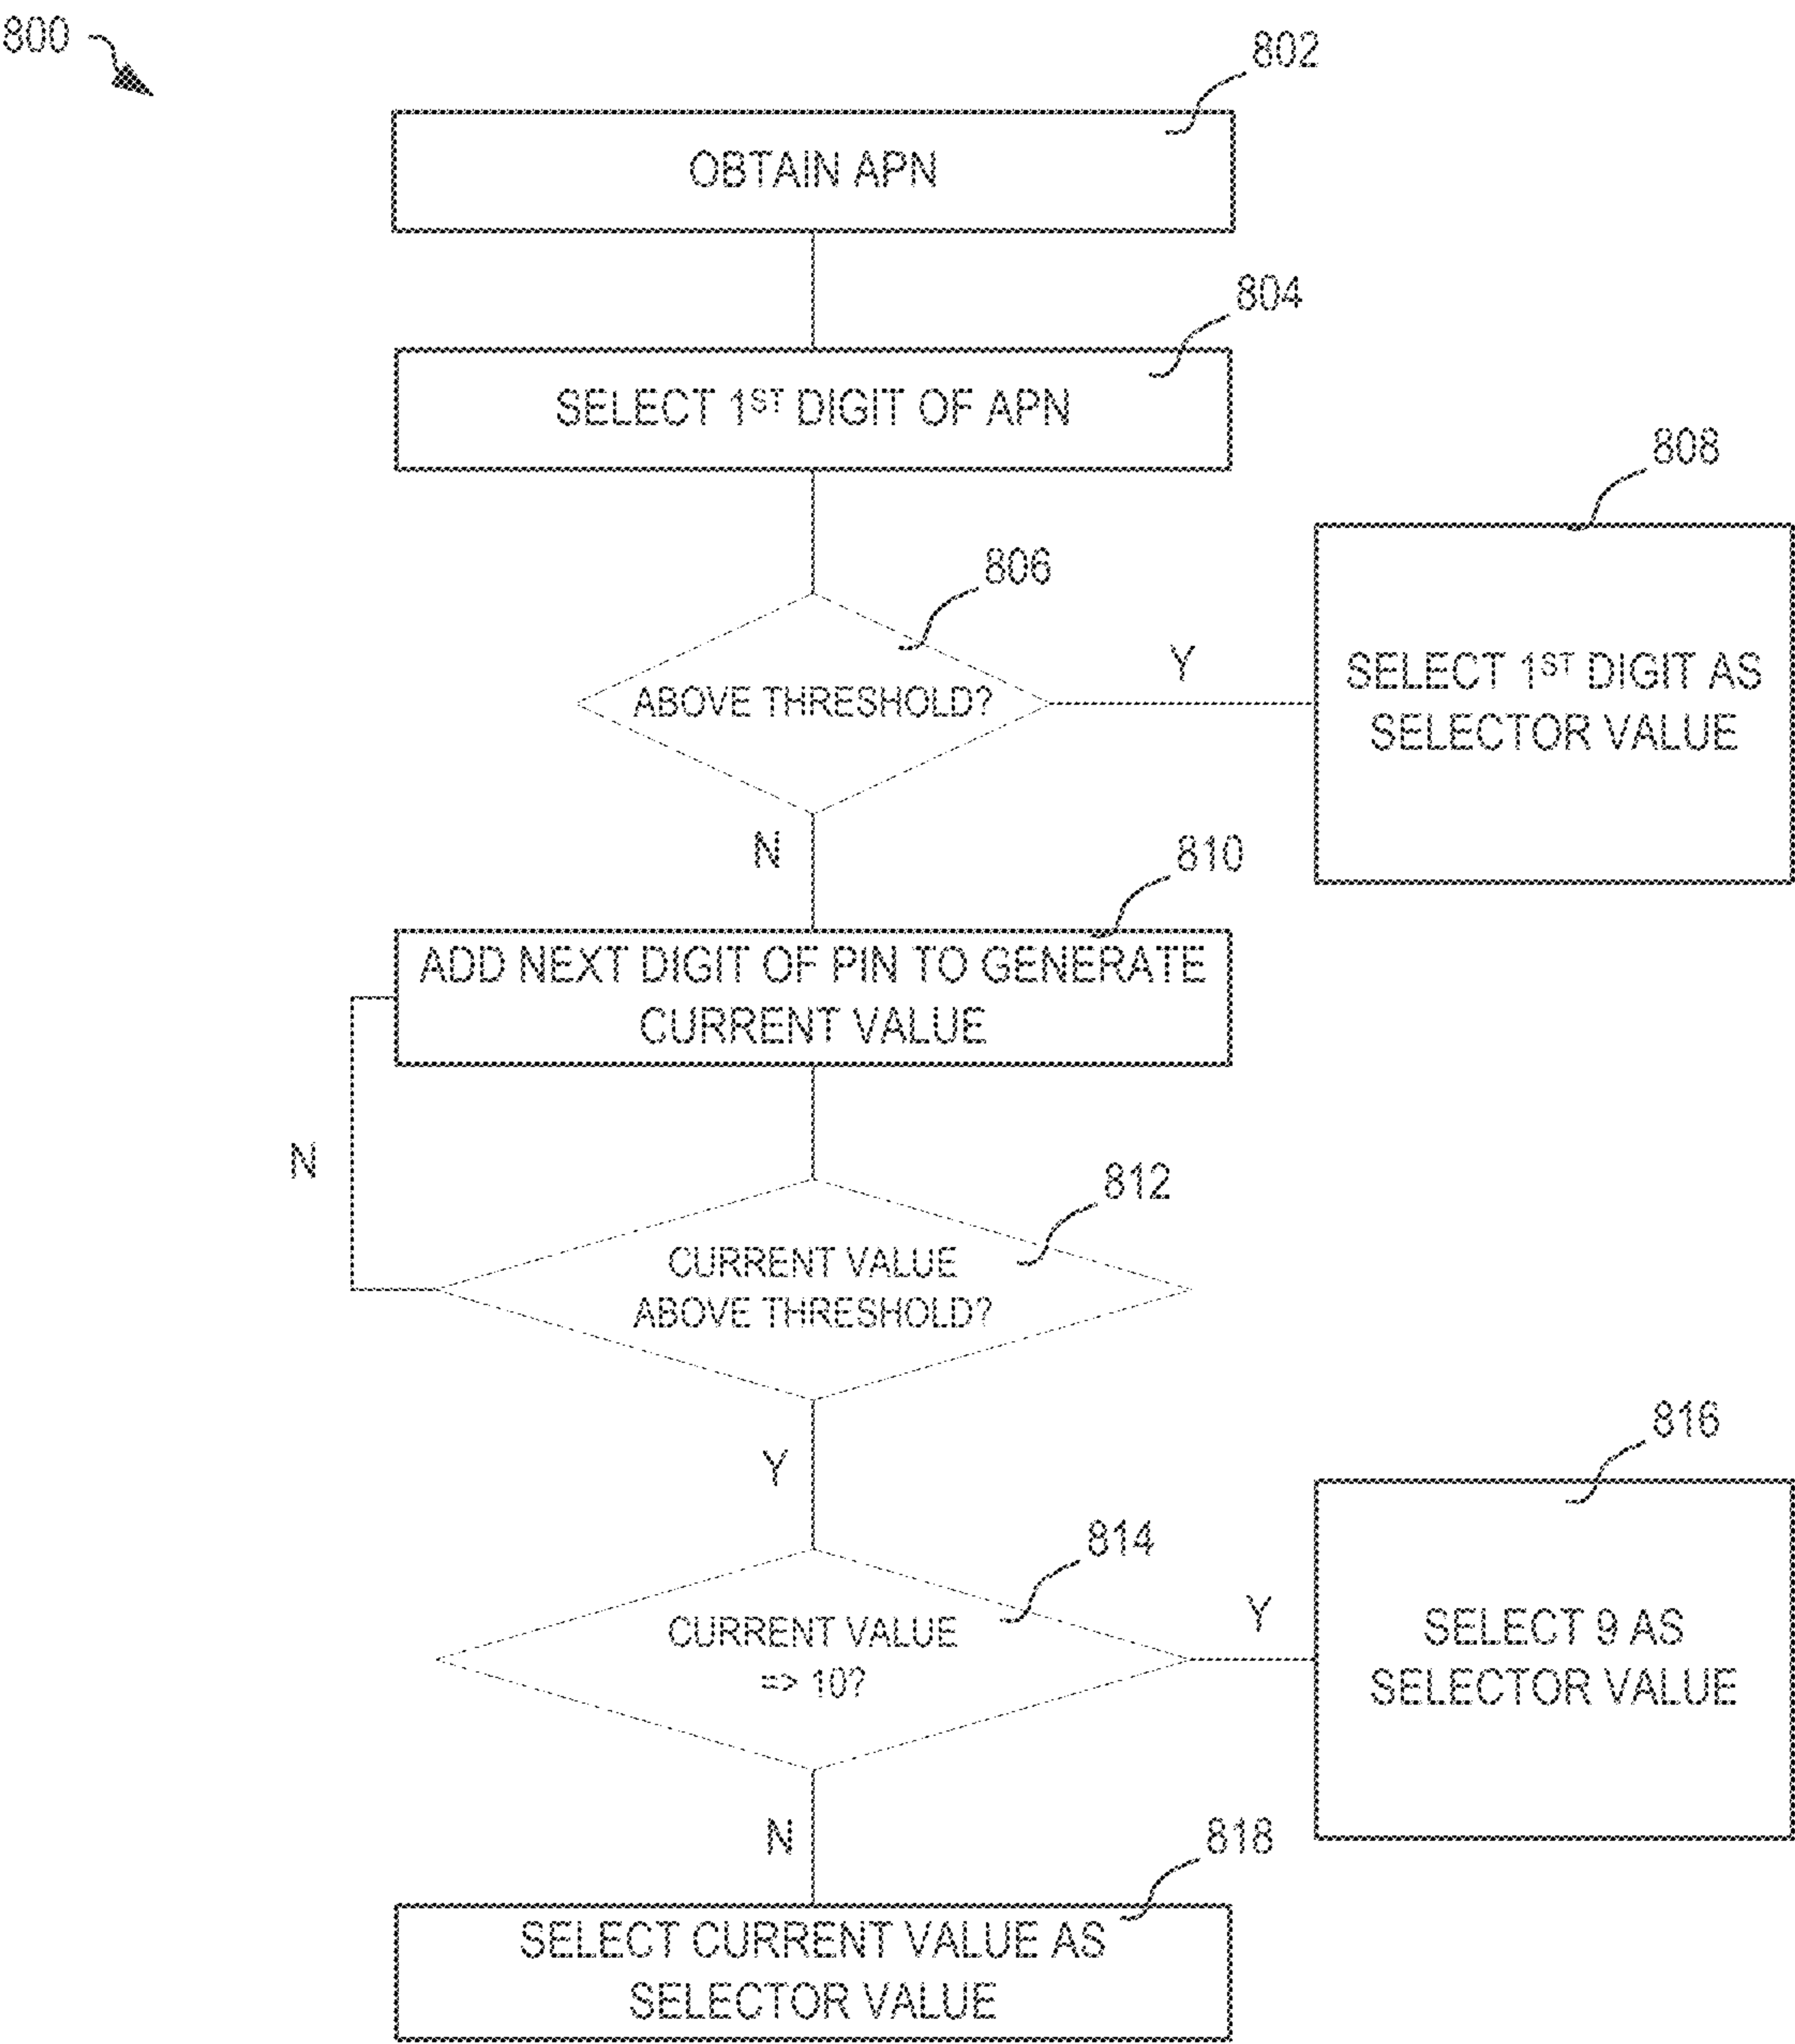 800
802
OBTAIN APN
804
SELECT 1ST DIGIT OF APN
806
ABOVE THRESHOLD?
Y
808
SELECT 1ST DIGIT AS
SELECTOR VALUE
N
810
ADD NEXT DIGIT OF PIN TO GENERATE
CURRENT VALUE
N
812
CURRENT VALUE
ABOVE THRESHOLD?
Y
814
CURRENT VALUE
=> 10?
Y
816
SELECT 9 AS
SELECTOR VALUE
N
818
SELECT CURRENT VALUE AS
SELECTOR VALUE